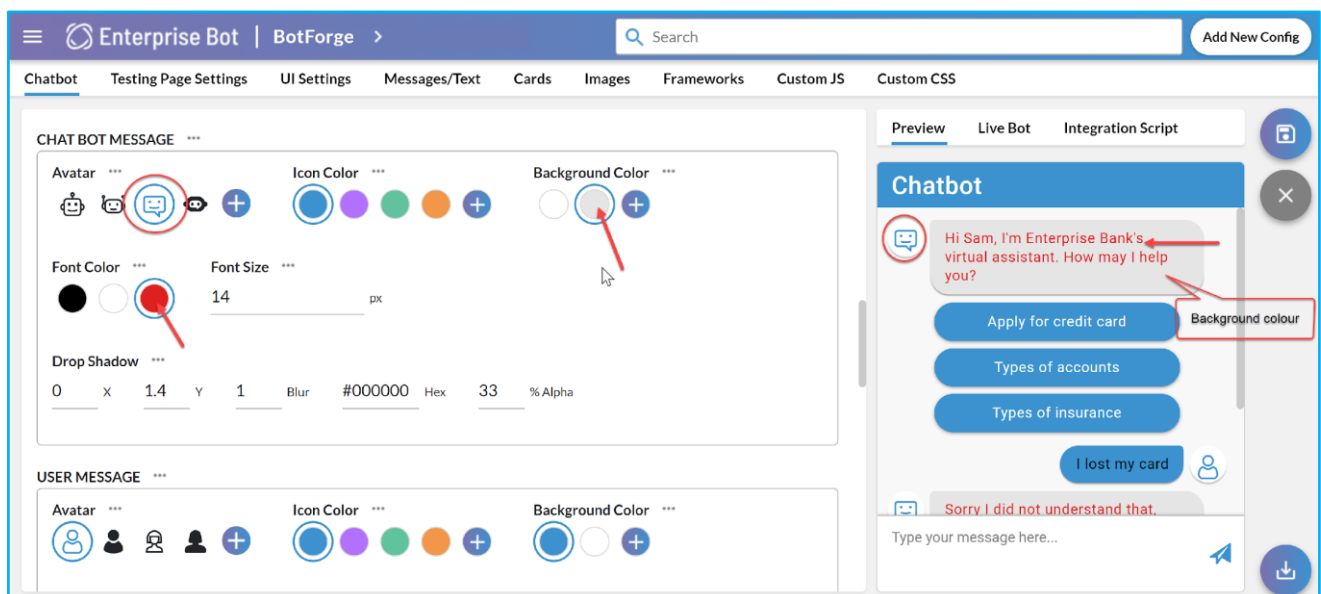 Enterprise Bot | BotForge >
Search
Add New Config
Chatbot Testing Page Settings UI Settings Messages/Text Cards Images Frameworks Custom JS Custom CSS
CHAT BOT MESSAGE ···
Avatar ··· Icon Color ··· Background Color ···
Font Color ··· Font Size ···
14 px
Drop Shadow ···
0 X 1.4 Y 1 Blur #000000 Hex 33 % Alpha
USER MESSAGE ···
Avatar ··· Icon Color ··· Background Color ···
Preview Live Bot Integration Script
Chatbot
Hi Sam, I'm Enterprise Bank's
virtual assistant. How may I help
you?
Background colour
Apply for credit card
Types of accounts
Types of insurance
I lost my card
Sorry I did not understand that,
Type your message here...